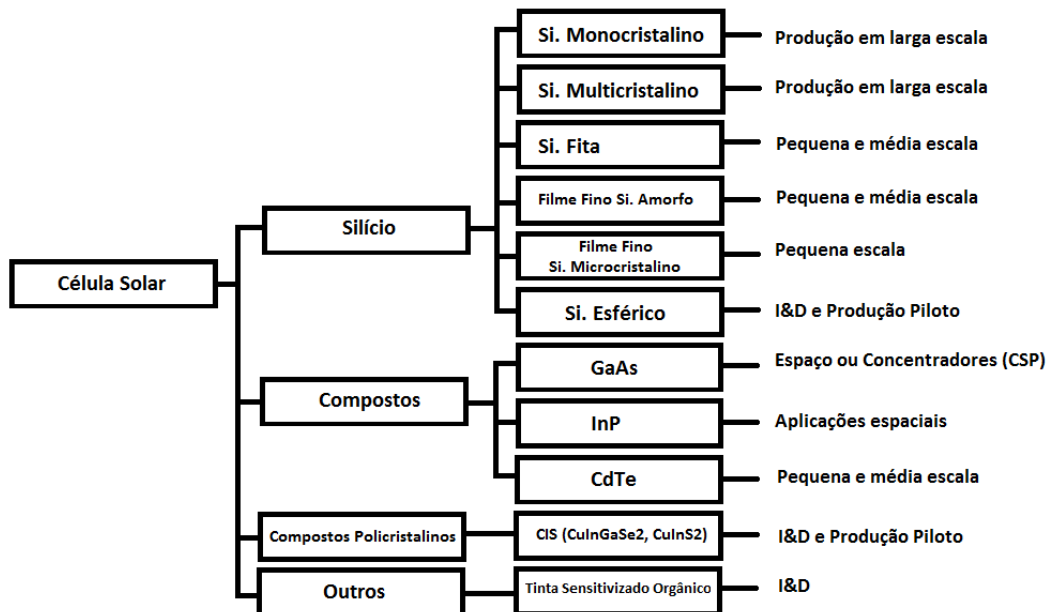 Si. Monocristalino
Produção em larga escala
Si. Multicristalino
Produção em larga escala
Si. Fita
Pequena e média escala
Filme Fino Si. Amorfo
Pequena e média escala
Silício
Filme Fino
Si. Microcristalino
Pequena escala
Célula Solar
Si. Esférico
I&D e Produção Piloto
GaAs
Espaço ou Concentradores (CSP)
Compostos
InP
Aplicações espaciais
CdTe
Pequena e média escala
Compostos Policristalinos
CIS (CuInGaSe2, CuInS2)
I&D e Produção Piloto
Outros
Tinta Sensitivizado Orgânico
I&D